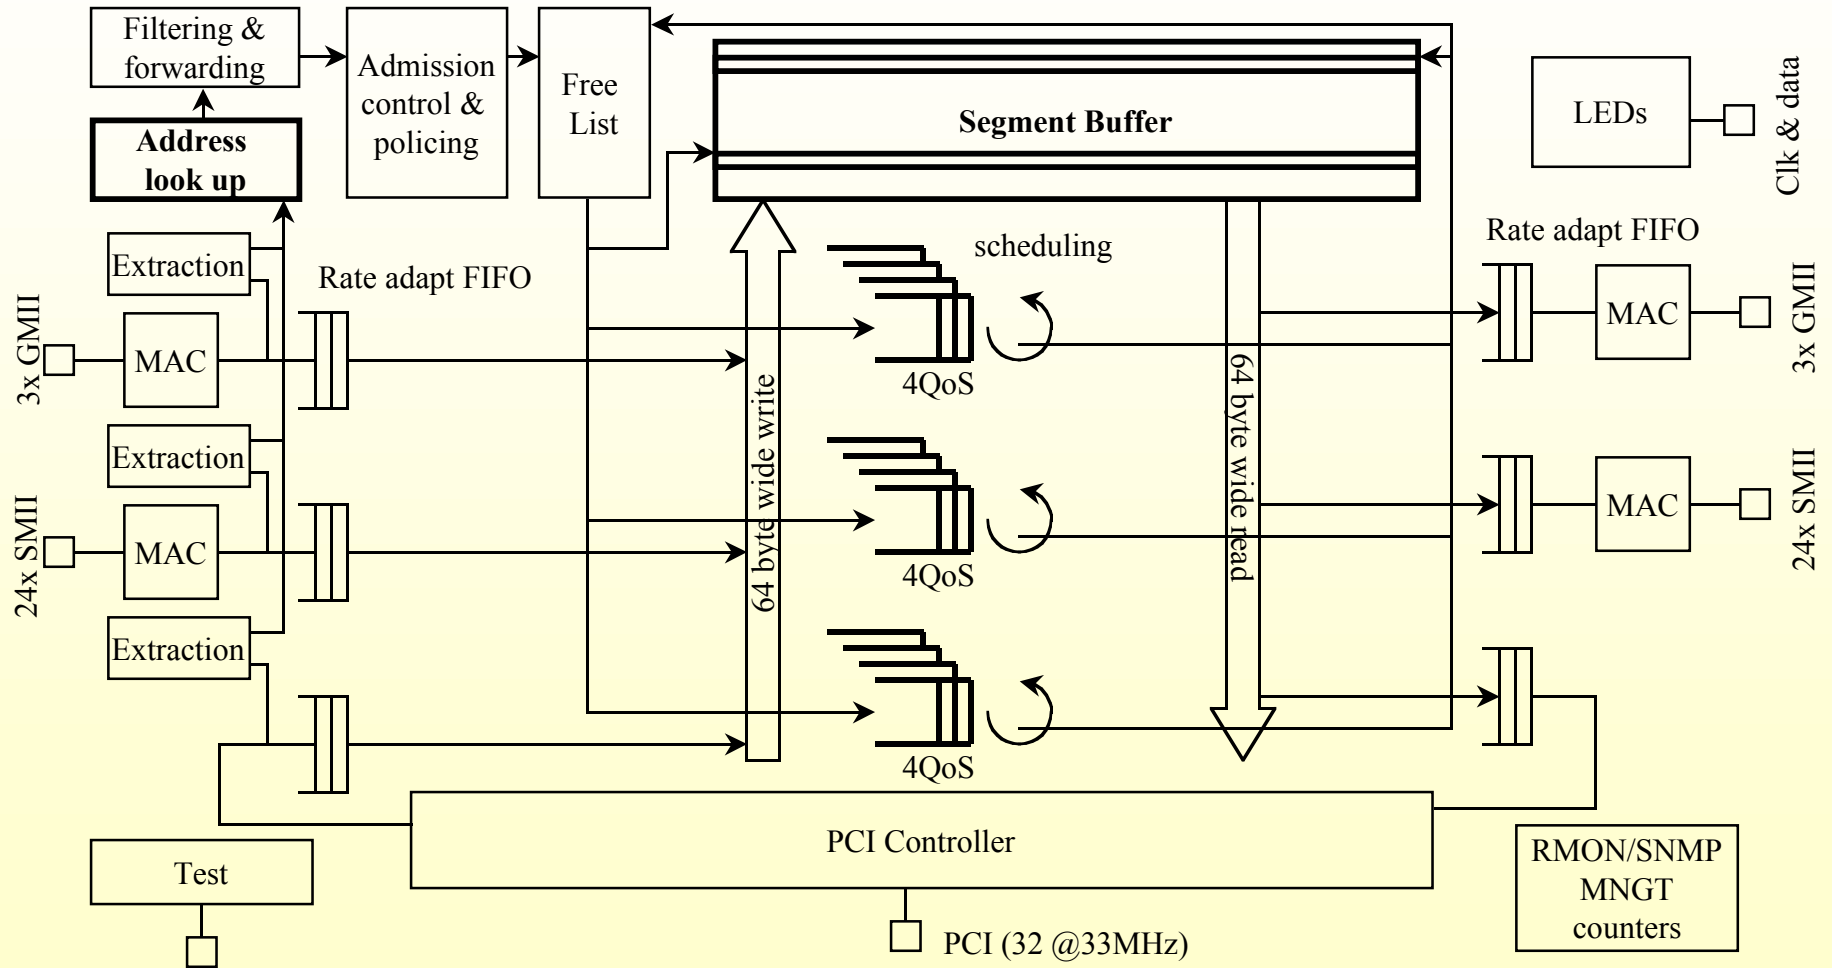 Filtering &
forwarding
Address
look up
Admission
control &
policing
Free
List
Segment Buffer
LEDs
Clk & data
Extraction
Rate adapt FIFO
scheduling
Rate adapt FIFO
3x GMII
MAC
4QoS
MAC
3x GMII
Extraction
64 byte wide write
64 byte wide read
24x SMII
MAC
4QoS
MAC
24x SMII
Extraction
4QoS
PCI Controller
Test
RMON/SNMP
MNGT
counters
PCI (32 @33MHz)